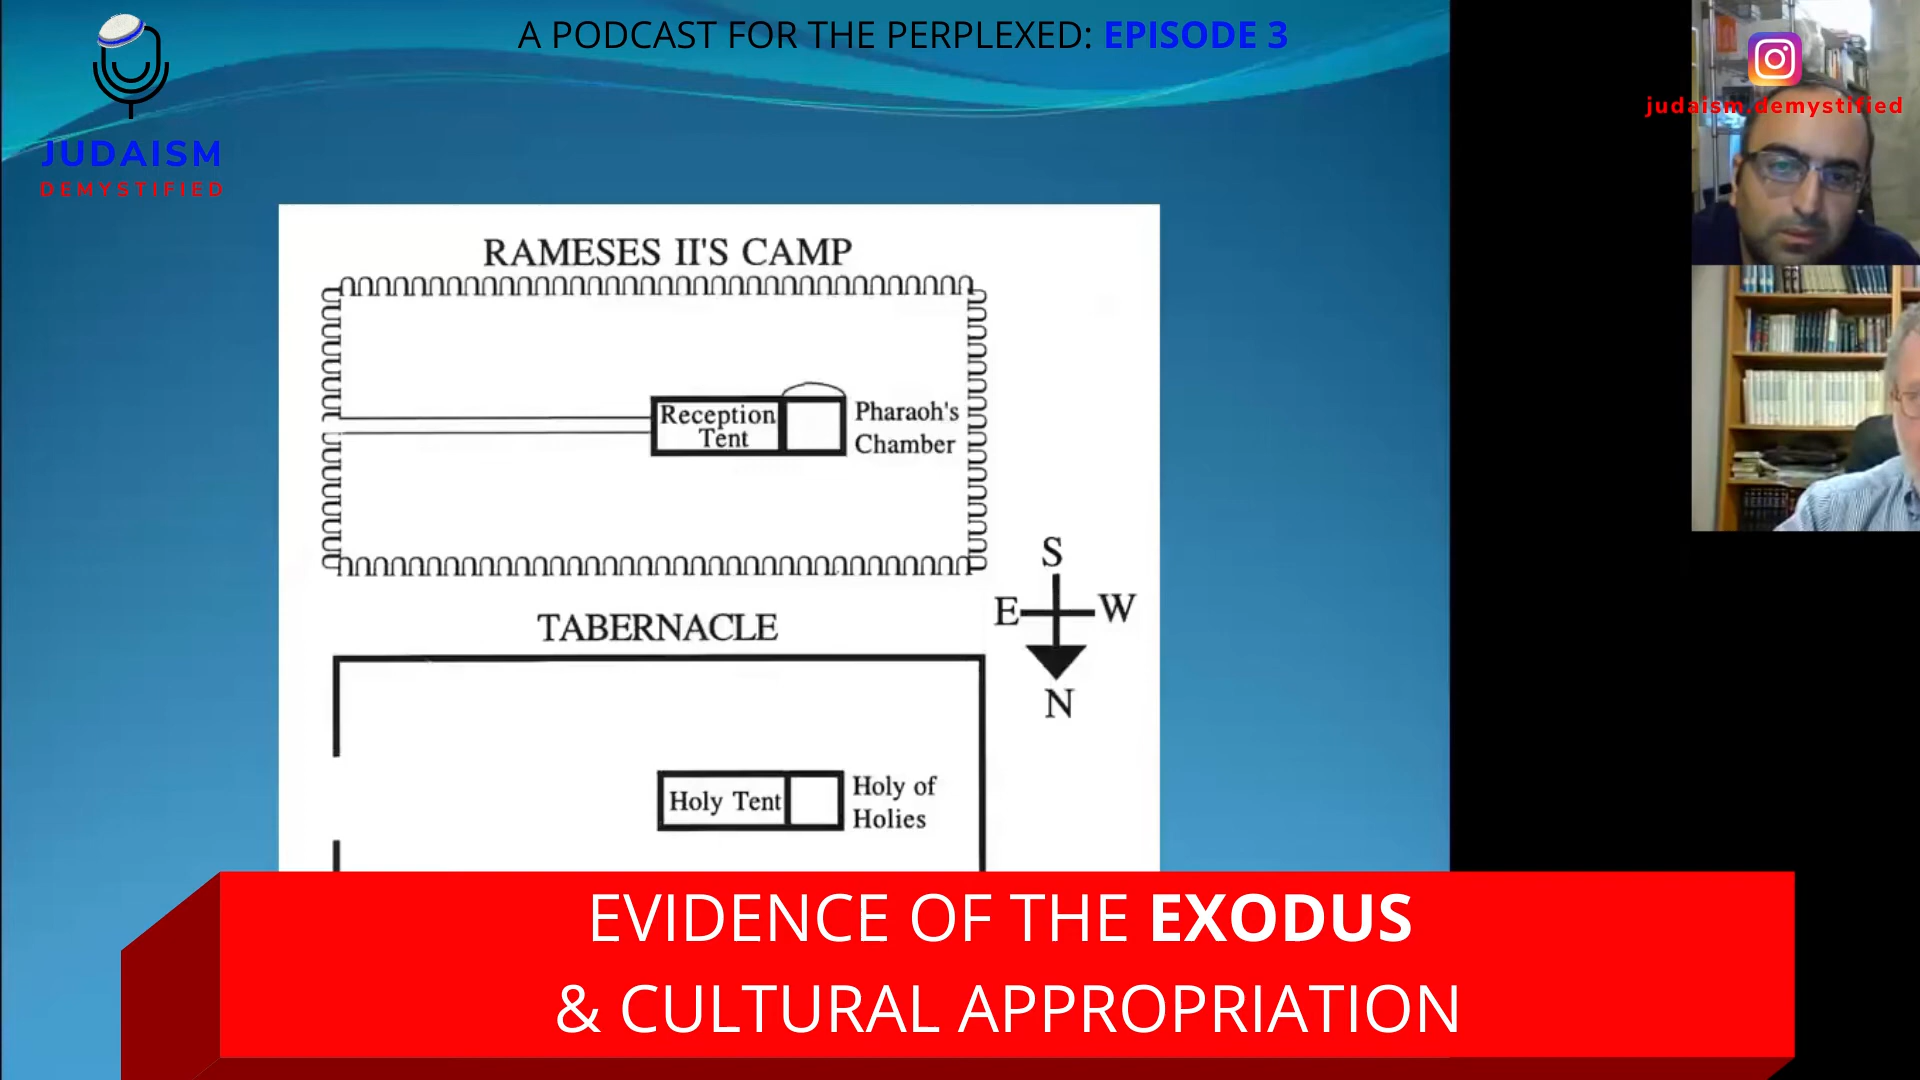 A PODCAST FOR THE PERPLEXED: EPISODE 3
JUDAISM
DEMYSTIFIED
judaism.demystified
RAMESES II'S CAMP
Reception
Tent
Pharaoh's
Chamber
S
E
W
N
TABERNACLE
Holy Tent
Holy of
Holies
EVIDENCE OF THE EXODUS
& CULTURAL APPROPRIATION